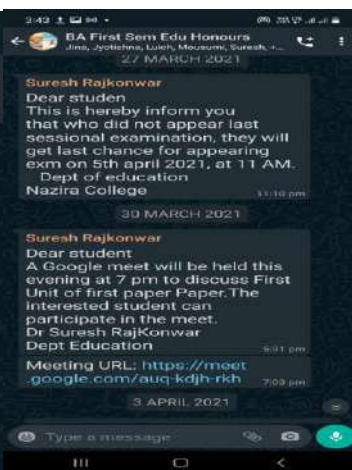 3:43
BA First Sem Edu Honours
Jina, Jyotishna, Luieh, Mousumi, Suresh, +...
27 MARCH 2021
Suresh Rajkonwar
Dear studen
This is hereby inform you
that who did not appear last
sessional examination, they will
get last chance for appearing
exm on 5th april 2021, at 11 AM.
Dept of education
Nazira College
11:10 pm
30 MARCH 2021
Suresh Rajkonwar
Dear student
A Google meet will be held this
evening at 7 pm to discuss First
Unit of first paper Paper.The
interested student can
participate in the meet.
Dr Suresh RajKonwar
Dept Education
6:31 pm
Meeting URL: https://meet
.google.com/auq-kdjh-rkh
7:03 pm
3 APRIL 2021
Type a message